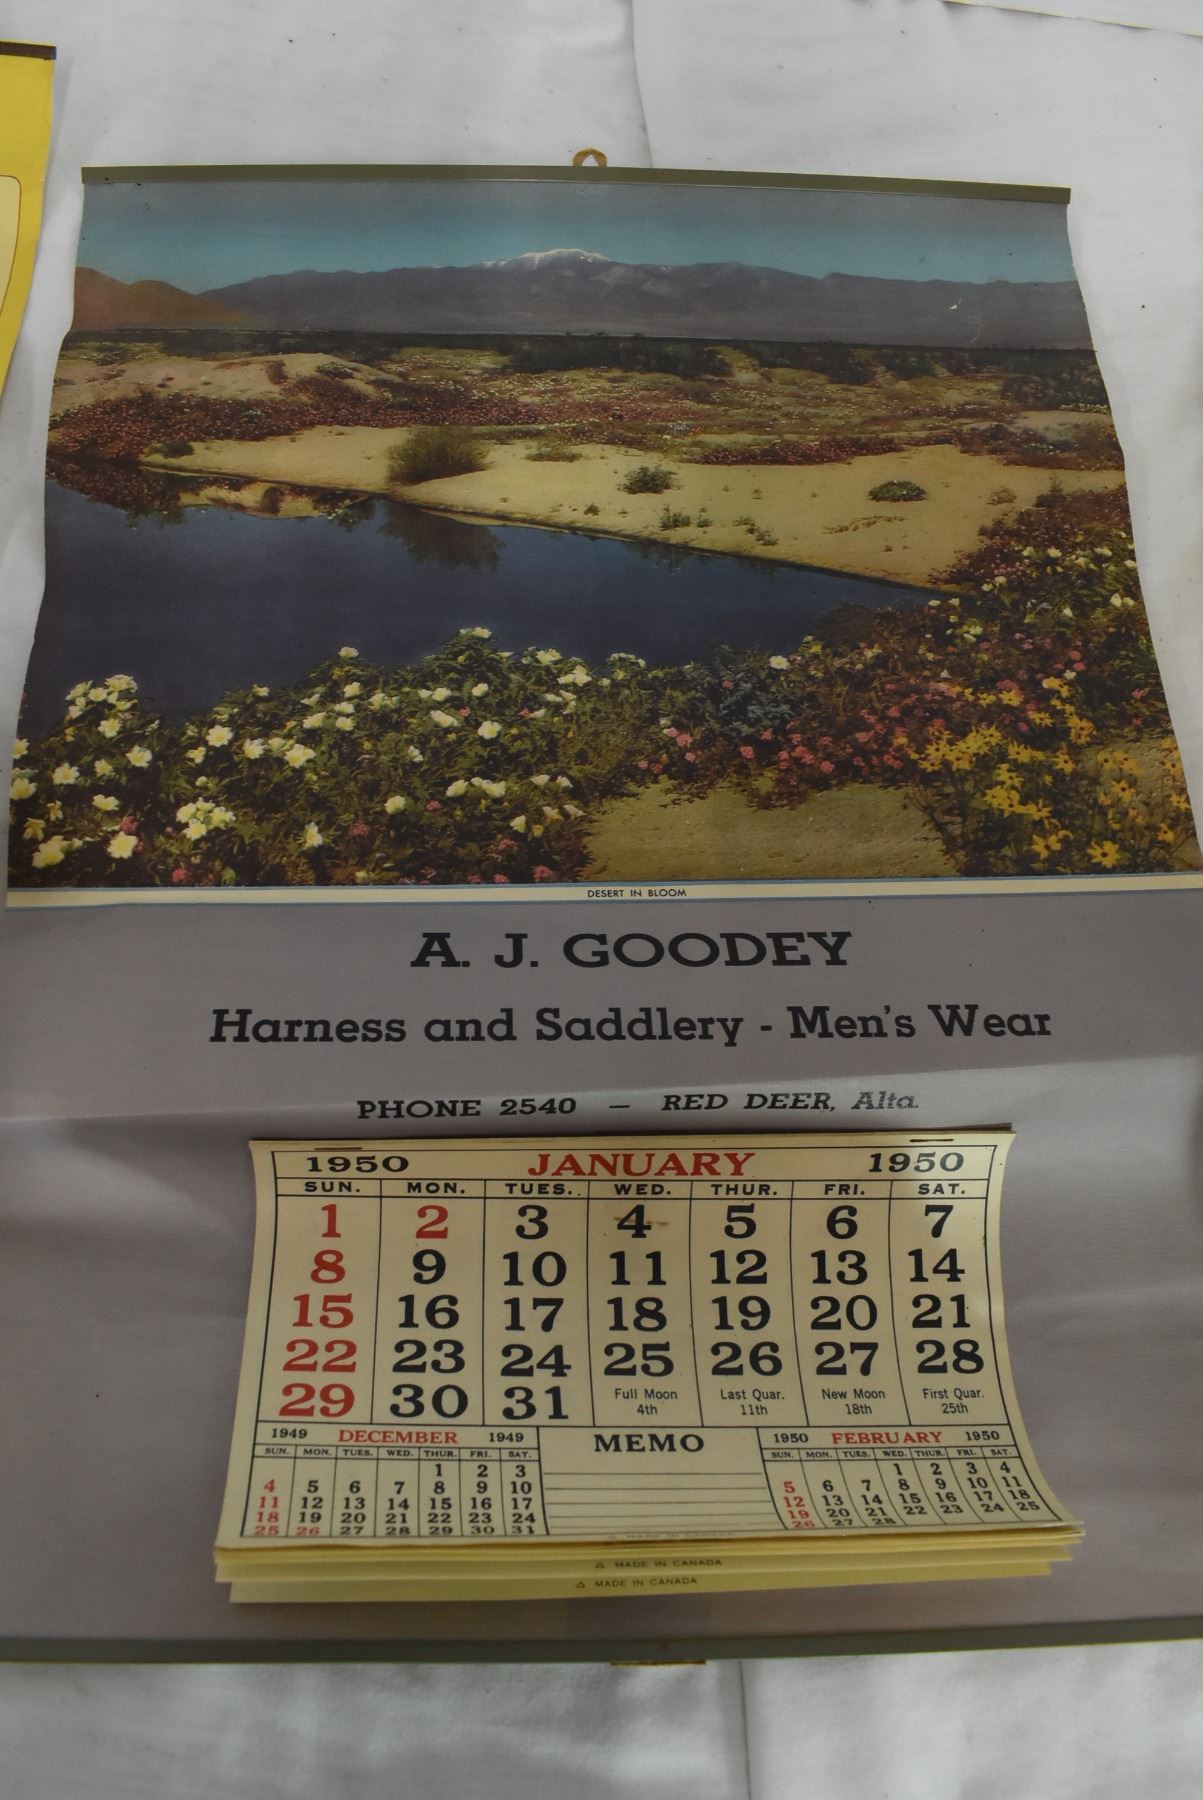 DESERT IN BLOOM
A. J. GOODEY
Harness and Saddlery - Men's Wear
PHONE 2540 — RED DEER, Alta.
1950 JANUARY 1950
SUN. MON. TUES. WED. THUR. FRI. SAT.
1 2 3 4 5 6 7
8 9 10 11 12 13 14
15 16 17 18 19 20 21
22 23 24 25 26 27 28
29 30 31
Full Moon Last Quar. New Moon First Quar.
4th 11th 18th 25th
1949 DECEMBER 1949
SUN. MON. TUES. WED. THUR. FRI. SAT.
1 2 3
4 5 6 7 8 9 10
11 12 13 14 15 16 17
18 19 20 21 22 23 24
25 26 27 28 29 30 31
MEMO
1950 FEBRUARY 1950
SUN. MON. TUES. WED. THUR. FRI. SAT.
1 2 3 4
5 6 7 8 9 10 11
12 13 14 15 16 17 18
19 20 21 22 23 24 25
26 27 28
MADE IN CANADA
MADE IN CANADA
MADE IN CANADA